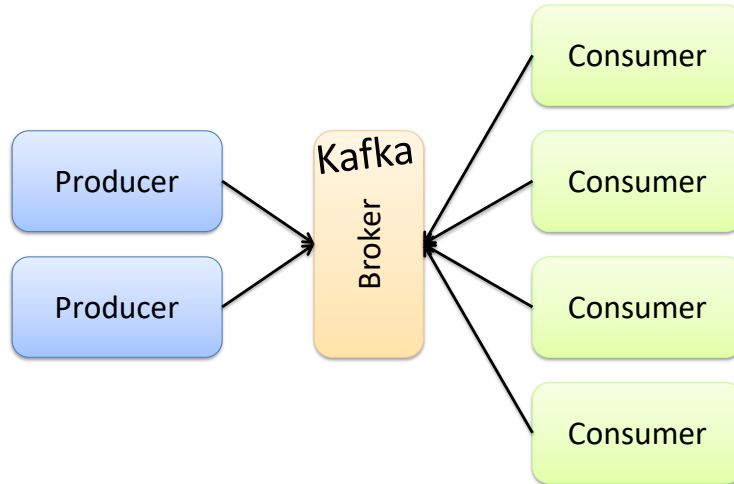 Producer
Producer
Kafka
Broker
Consumer
Consumer
Consumer
Consumer